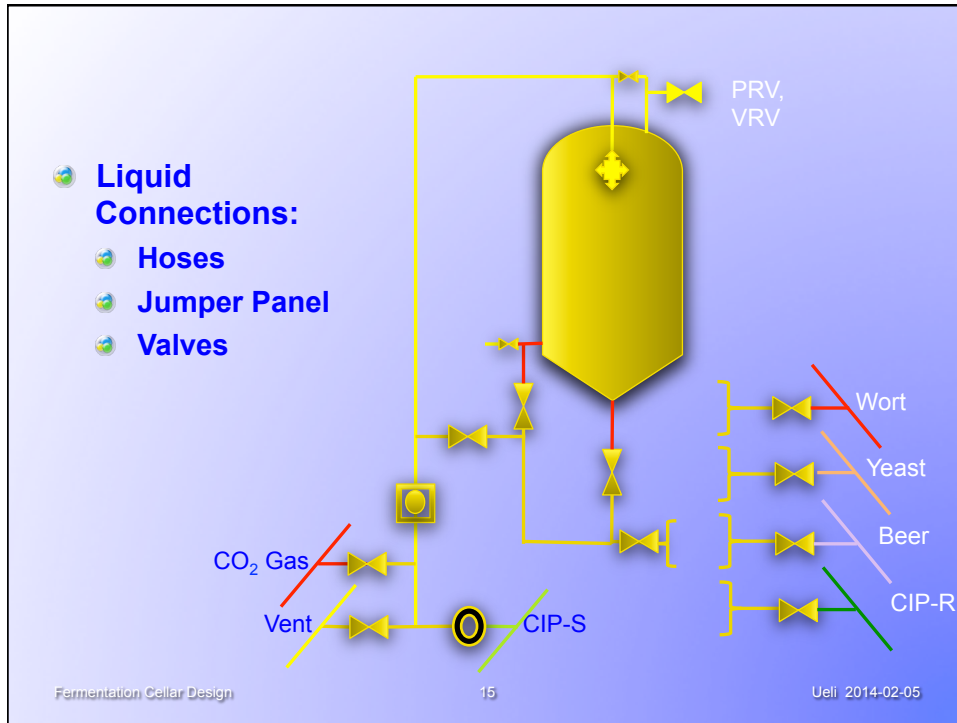 PRV,
VRV
Liquid
Connections:
Hoses
Jumper Panel
Valves
Wort
Yeast
Beer
CO₂ Gas
CIP-R
Vent
CIP-S
Fermentation Cellar Design
15
Ueli 2014-02-05